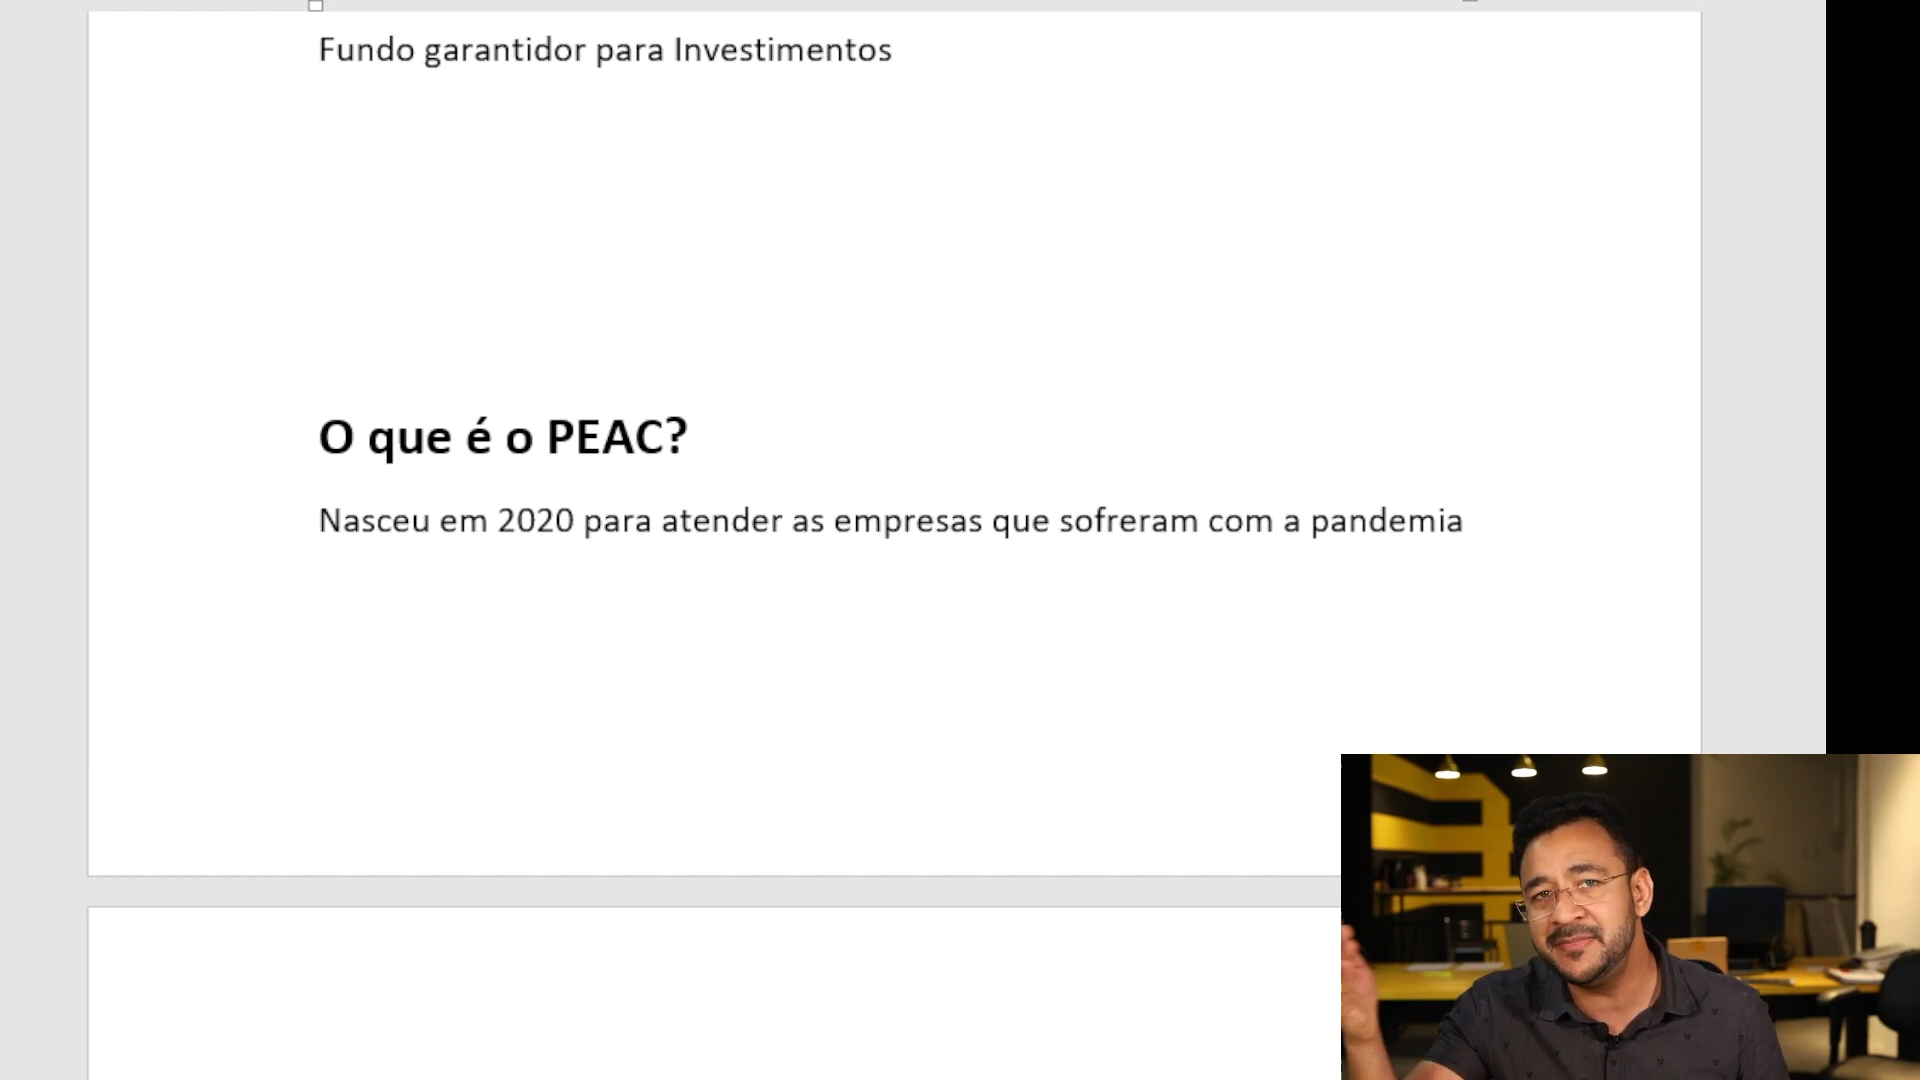 Fundo garantidor para Investimentos
O que é o PEAC?
Nasceu em 2020 para atender as empresas que sofreram com a pandemia